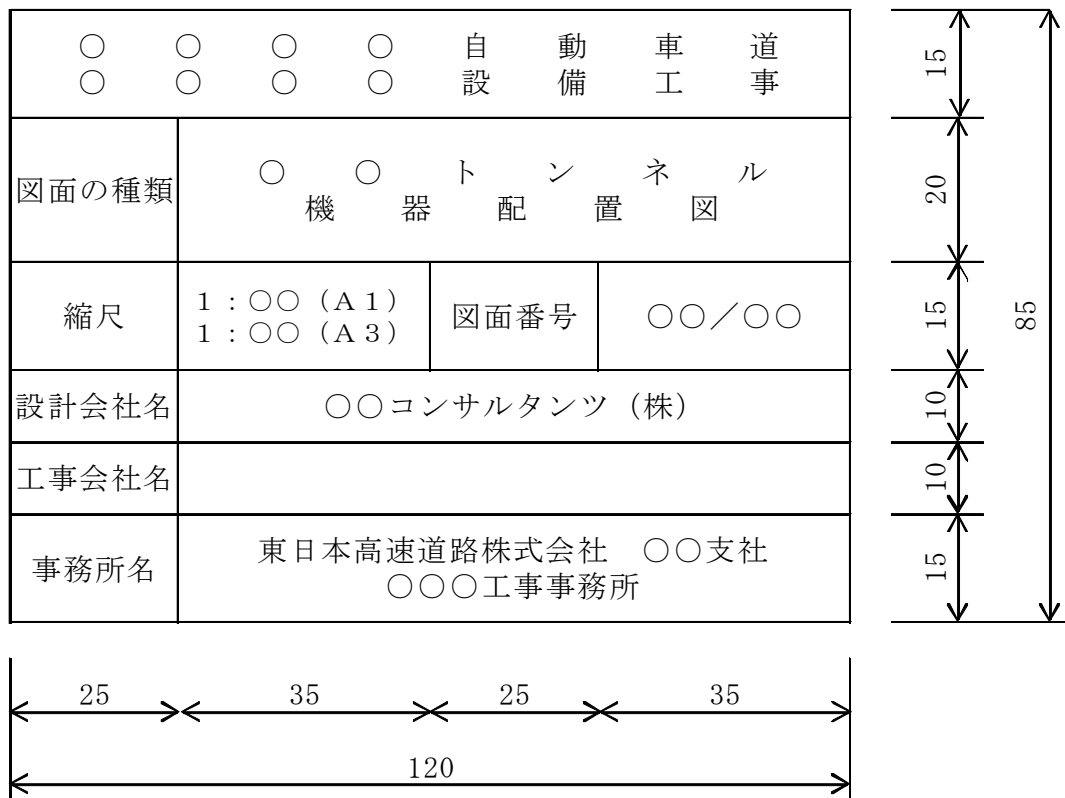 ○　○　○　○　自　動　車　道
○　○　○　○　設　備　工　事
15
図面の種類
○　○　ト　ン　ネ　ル
機　器　配　置　図
20
縮尺
１：○○（Ａ１）
１：○○（Ａ３）
図面番号
○○／○○
15
85
設計会社名
○○コンサルタンツ（株）
10
工事会社名
10
事務所名
東日本高速道路株式会社　○○支社
○○○工事事務所
15
25 35 25 35
120